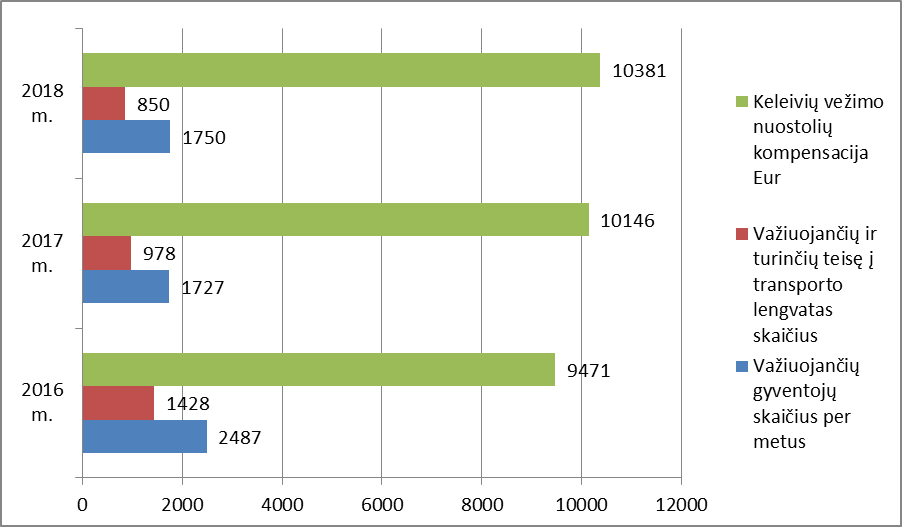 2018
m.
10381
850
1750
2017
m.
10146
978
1727
2016
m.
9471
1428
2487
0 2000 4000 6000 8000 10000 12000
Keleivių vežimo
nuostolių
kompensacija
Eur
Važiuojančių ir
turinčių teisę į
transporto
lengvatas
skaičius
Važiuojančių
gyventojų
skaičius per
metus